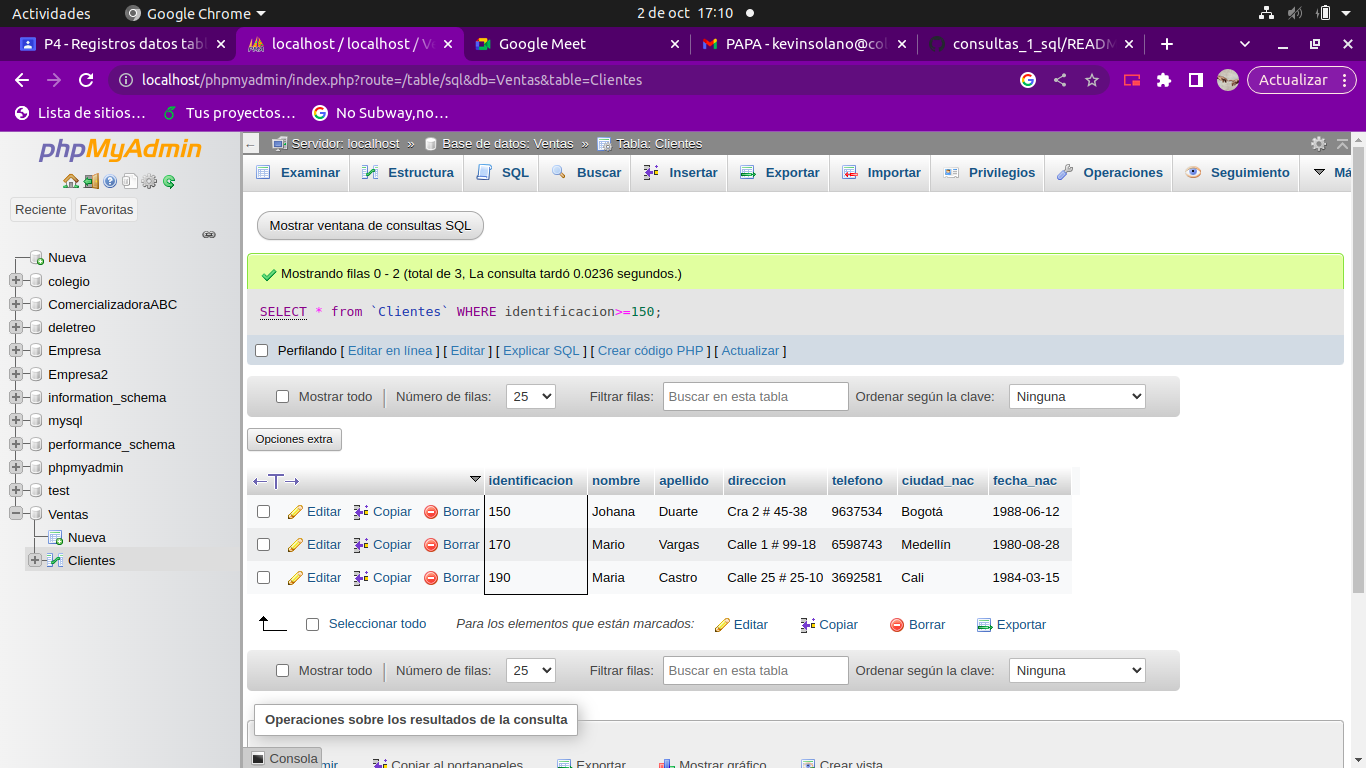 Actividades Google Chrome 2 de oct 17:10
P4 - Registros datos tabl localhost / localhost / Ve Google Meet PAPA - kevinsolano@col consultas_1_sql/READM
localhost/phpmyadmin/index.php?route=/table/sql&db=Ventas&table=Clientes Actualizar
Lista de sitios… Tus proyectos… No Subway,no…
phpMyAdmin
Reciente Favoritas
Nueva
colegio
ComercializadoraABC
deletreo
Empresa
Empresa2
information_schema
mysql
performance_schema
phpmyadmin
test
Ventas
Nueva
Clientes
Servidor: localhost » Base de datos: Ventas » Tabla: Clientes
Examinar Estructura SQL Buscar Insertar Exportar Importar Privilegios Operaciones Seguimiento Má
Mostrar ventana de consultas SQL
Mostrando filas 0 - 2 (total de 3, La consulta tardó 0.0236 segundos.)
SELECT * from `Clientes` WHERE identificacion>=150;
Perfilando [ Editar en línea ] [ Editar ] [ Explicar SQL ] [ Crear código PHP ] [ Actualizar ]
Mostrar todo Número de filas: 25 Filtrar filas: Buscar en esta tabla Ordenar según la clave: Ninguna
Opciones extra
←T→ identificacion nombre apellido direccion telefono ciudad_nac fecha_nac
Editar Copiar Borrar 150 Johana Duarte Cra 2 # 45-38 9637534 Bogotá 1988-06-12
Editar Copiar Borrar 170 Mario Vargas Calle 1 # 99-18 6598743 Medellín 1980-08-28
Editar Copiar Borrar 190 Maria Castro Calle 25 # 25-10 3692581 Cali 1984-03-15
Seleccionar todo Para los elementos que están marcados: Editar Copiar Borrar Exportar
Mostrar todo Número de filas: 25 Filtrar filas: Buscar en esta tabla Ordenar según la clave: Ninguna
Operaciones sobre los resultados de la consulta
Consola mir Copiar al portapapeles Exportar Mostrar gráfico Crear vista